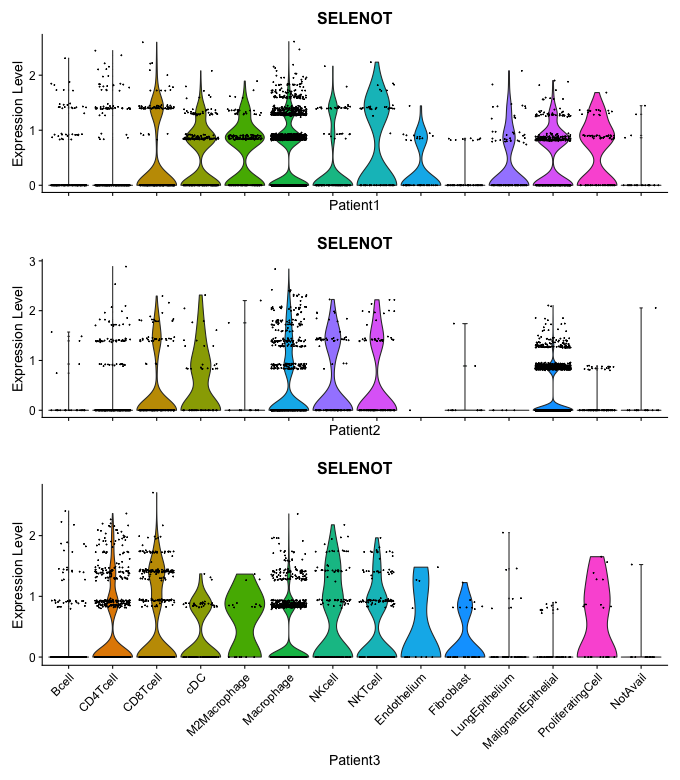 SELENOT
Expression Level
2
1
0
Patient1
SELENOT
Expression Level
3
2
1
0
Patient2
SELENOT
Expression Level
2
1
0
Bcell
CD4Tcell
CD8Tcell
cDC
M2Macrophage
Macrophage
NKcell
NKTcell
Endothelium
Fibroblast
LungEpithelium
MalignantEpithelial
ProliferatingCell
NotAvail
Patient3